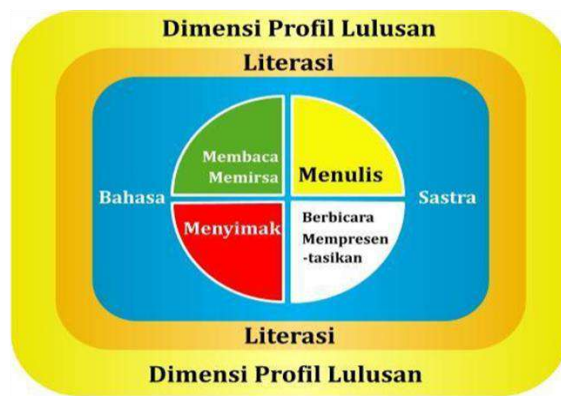 Dimensi Profil Lulusan
Literasi
Membaca
Memirsa
Menulis
Bahasa
Sastra
Menyimak
Berbicara
Mempresen
-tasikan
Literasi
Dimensi Profil Lulusan